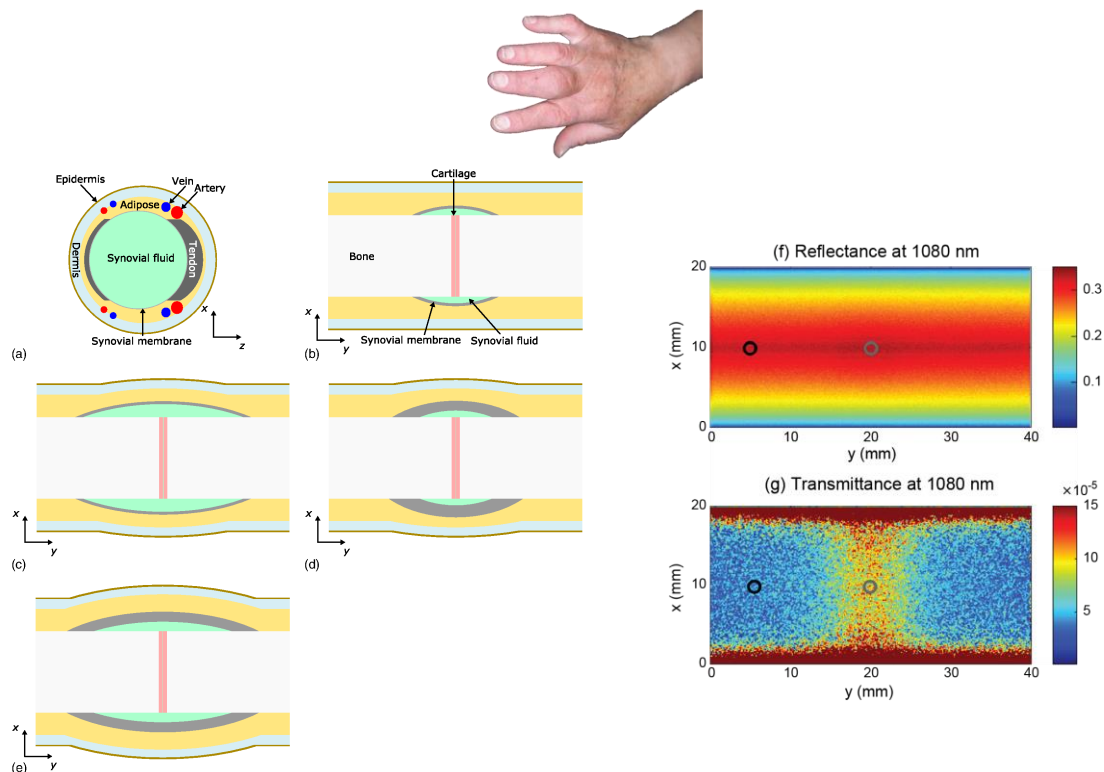 Epidermis
Vein
Artery
Adipose
Dermis
Synovial fluid
Tendon
Synovial membrane
x
z
(a)
Cartilage
Bone
x
y
Synovial membrane
Synovial fluid
(b)
x
y
(c)
x
y
(d)
x
y
(e)
(f) Reflectance at 1080 nm
20
10
0
x (mm)
0 10 20 30 40
y (mm)
0.3
0.2
0.1
(g) Transmittance at 1080 nm
20
10
0
x (mm)
0 10 20 30 40
y (mm)
×10⁻⁵
15
10
5